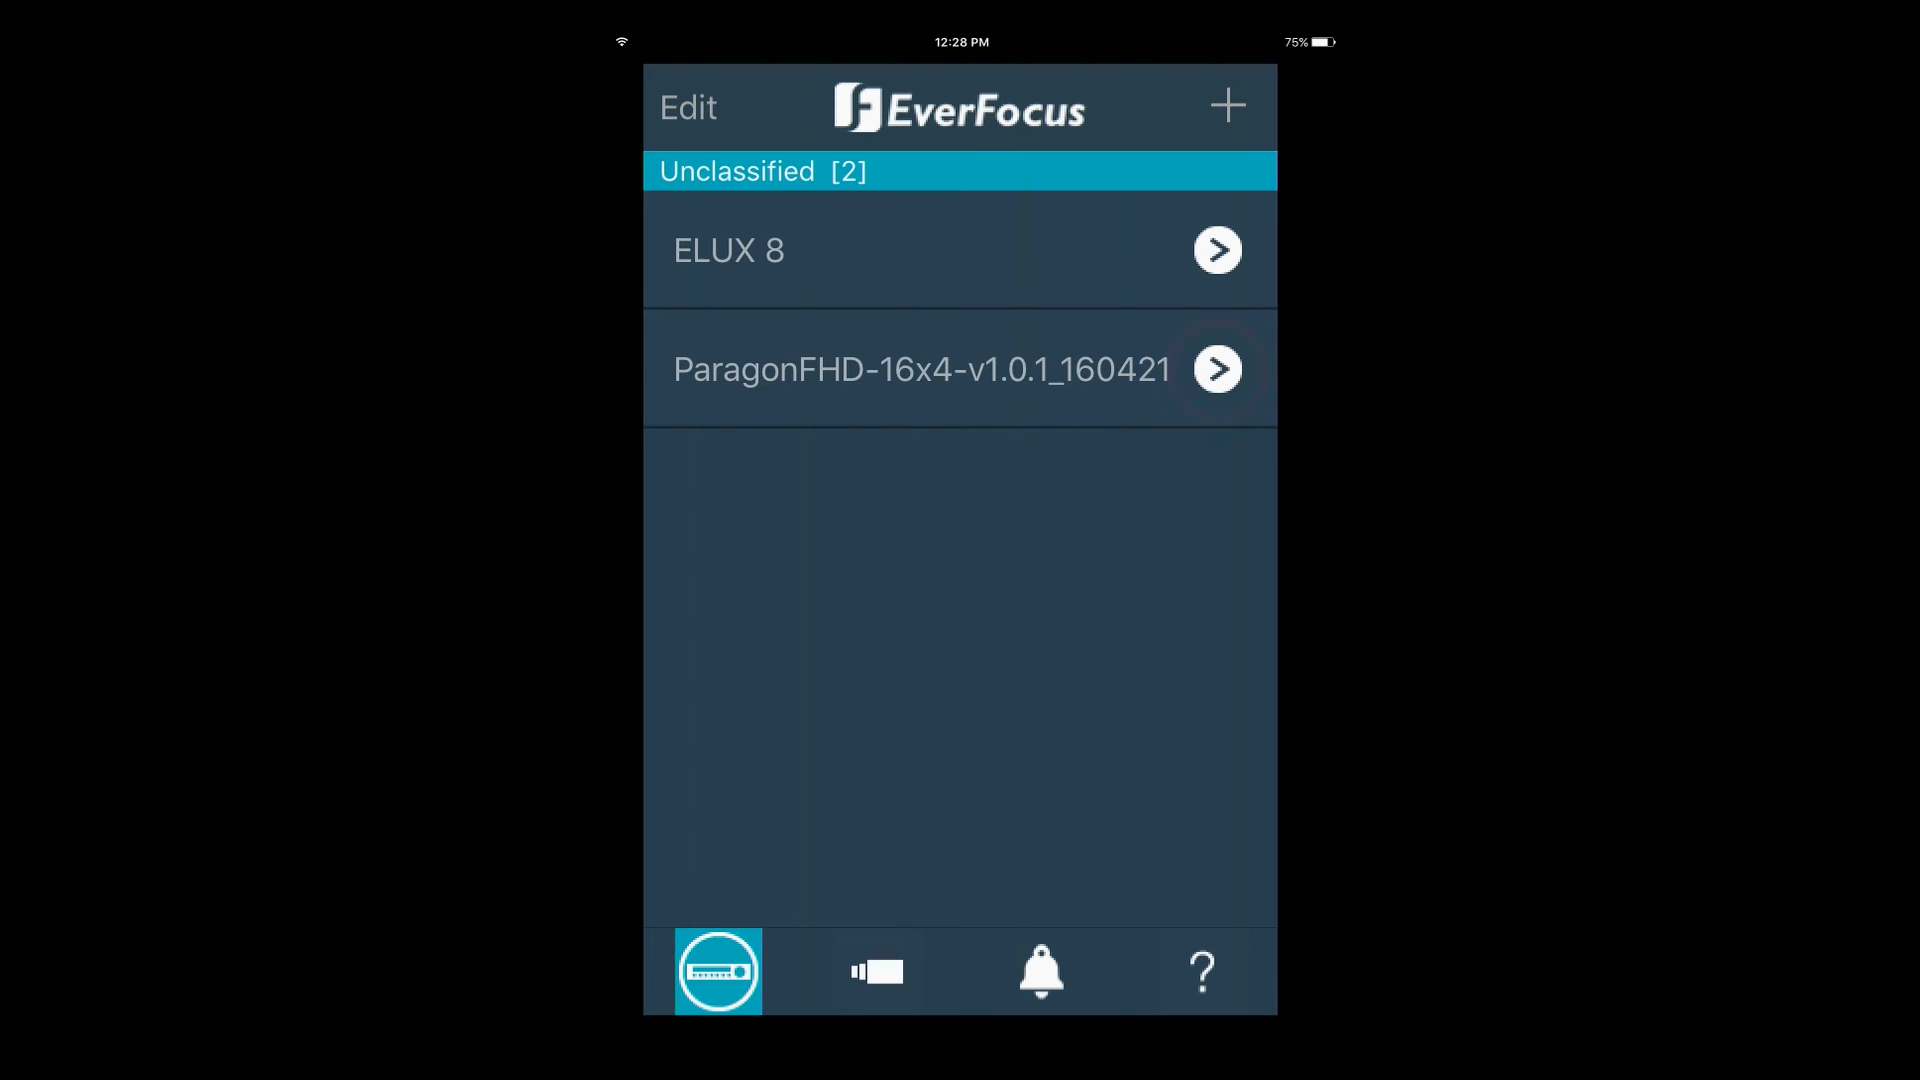 12:28 PM
75%
Edit
EverFocus
Unclassified [2]
ELUX 8
ParagonFHD-16x4-v1.0.1_160421
?